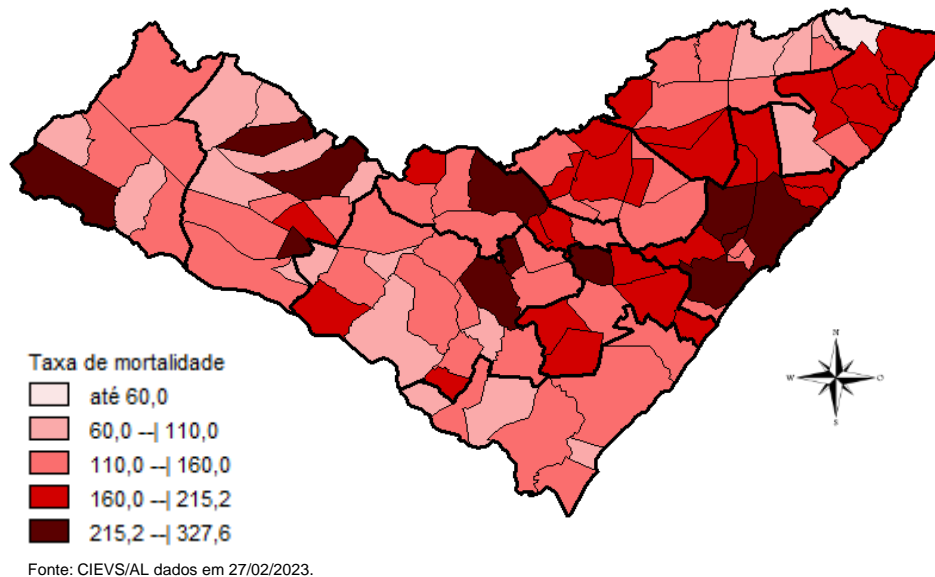 N
W O
S
Taxa de mortalidade
até 60,0
60,0 --| 110,0
110,0 --| 160,0
160,0 --| 215,2
215,2 --| 327,6
Fonte: CIEVS/AL dados em 27/02/2023.